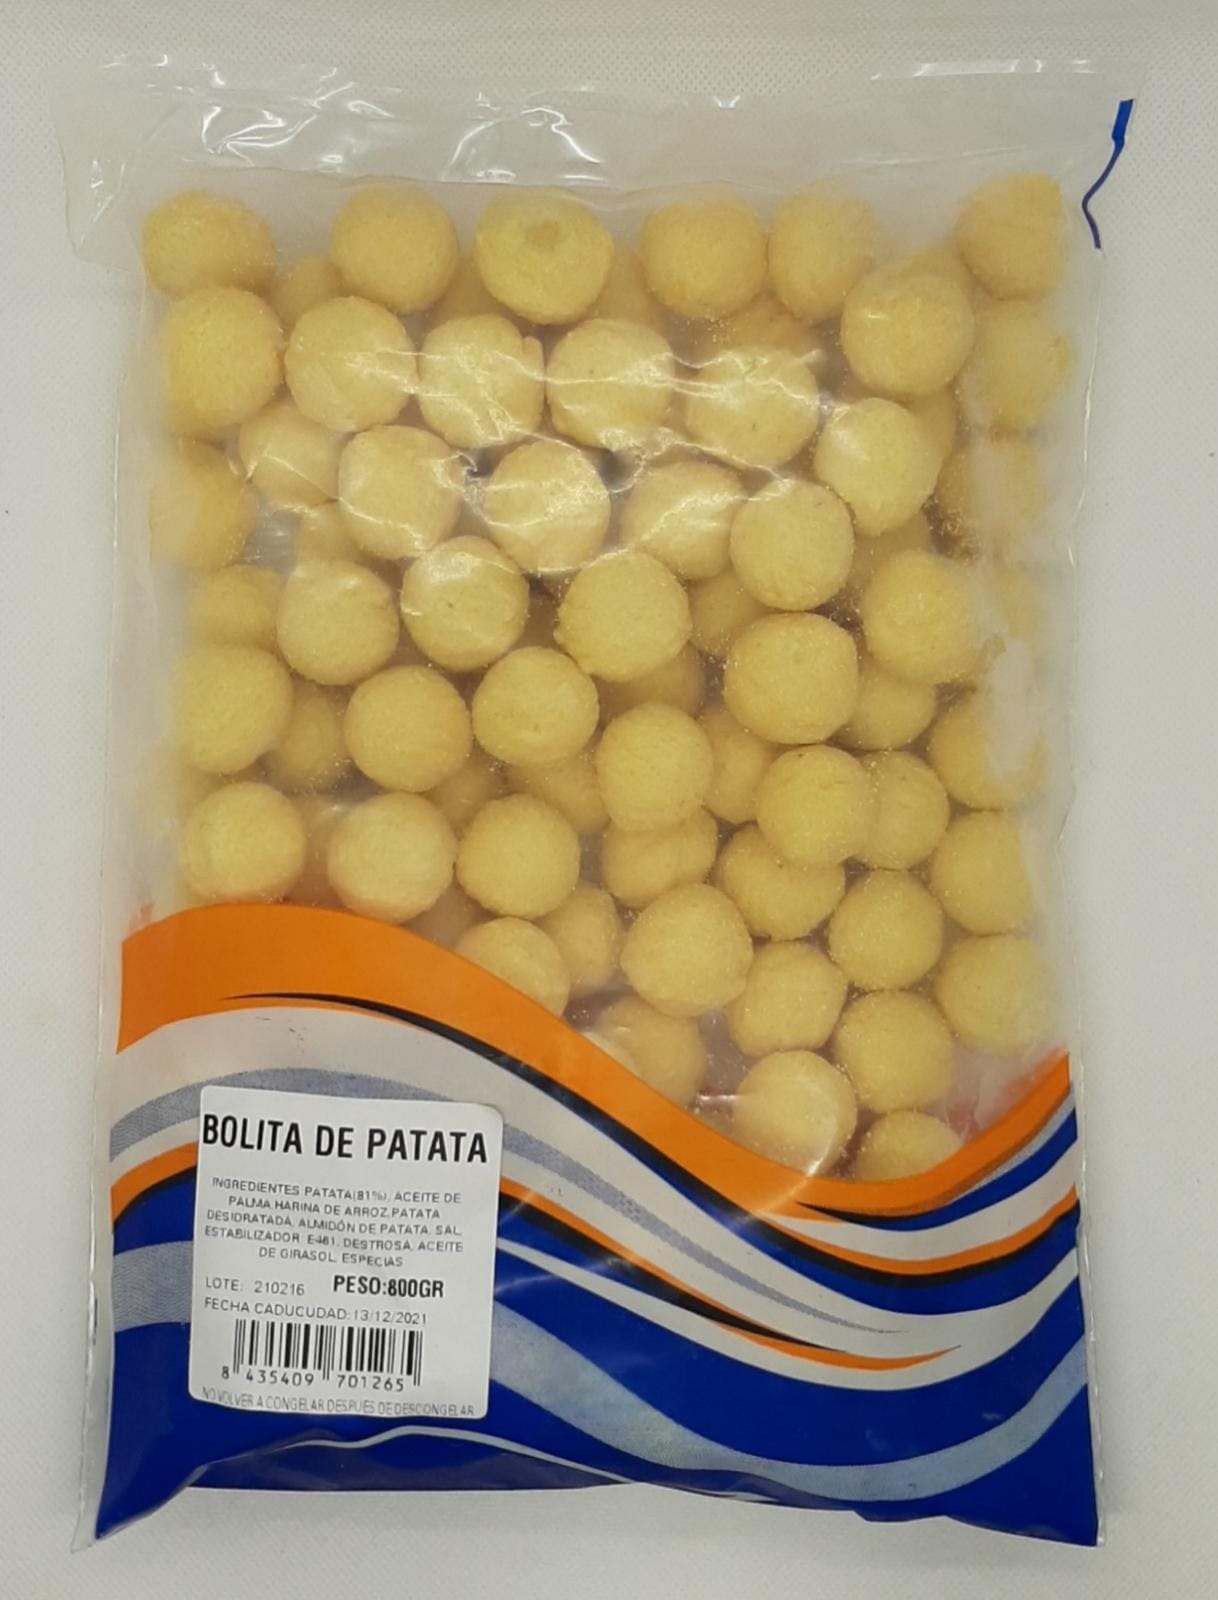 BOLITA DE PATATA
INGREDIENTES PATATA(81%), ACEITE DE
PALMA,HARINA DE ARROZ,PATATA
DESIDRATADA, ALMIDÓN DE PATATA, SAL,
ESTABILIZADOR: E461, DESTROSA, ACEITE
DE GIRASOL, ESPECIAS
LOTE: 210216 PESO:800GR
FECHA CADUCUDAD:13/12/2021
8 435409 701265
NO VOLVER A CONGELAR DESPUES DE DESCONGELAR